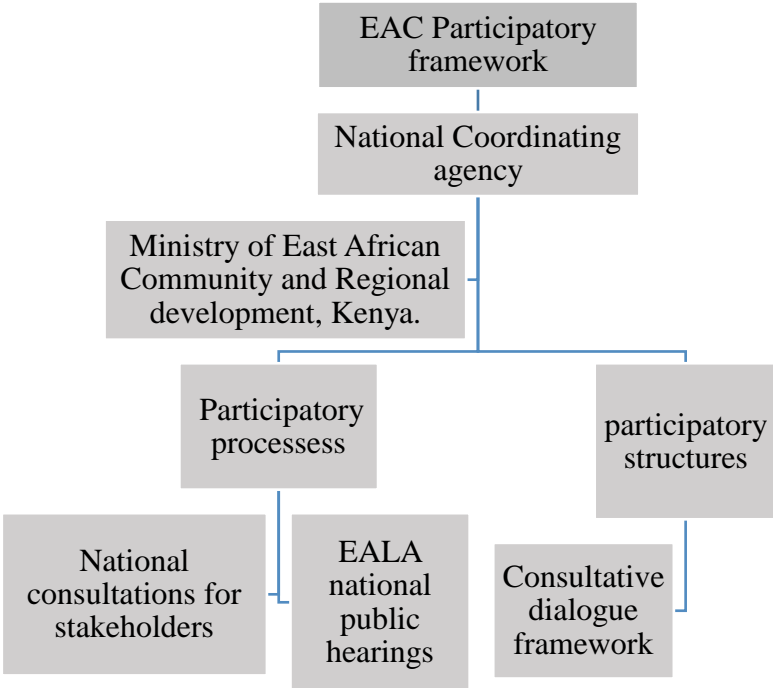 EAC Participatory
framework
National Coordinating
agency
Ministry of East African
Community and Regional
development, Kenya.
Participatory
processess
participatory
structures
National
consultations for
stakeholders
EALA
national
public
hearings
Consultative
dialogue
framework